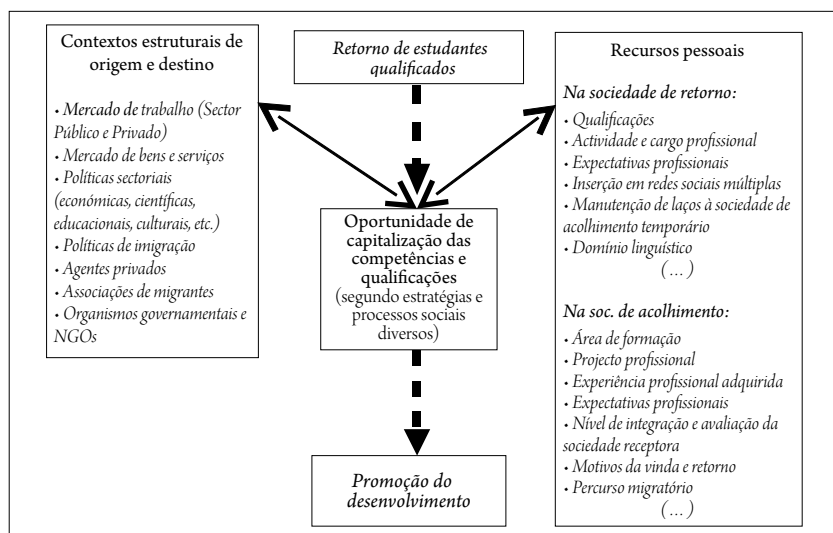 Contextos estruturais de
origem e destino
• Mercado de trabalho (Sector
Público e Privado)
• Mercado de bens e serviços
• Políticas sectoriais
(económicas, científicas,
educacionais, culturais, etc.)
• Políticas de imigração
• Agentes privados
• Associações de migrantes
• Organismos governamentais e
NGOs
Retorno de estudantes
qualificados
Oportunidade de
capitalização das
competências e
qualificações
(segundo estratégias e
processos sociais
diversos)
Promoção do
desenvolvimento
Recursos pessoais
Na sociedade de retorno:
• Qualificações
• Actividade e cargo profissional
• Expectativas profissionais
• Inserção em redes sociais múltiplas
• Manutenção de laços à sociedade de
acolhimento temporário
• Domínio linguístico
(...)
Na soc. de acolhimento:
• Área de formação
• Projecto profissional
• Experiência profissional adquirida
• Expectativas profissionais
• Nível de integração e avaliação da
sociedade receptora
• Motivos da vinda e retorno
• Percurso migratório
(...)